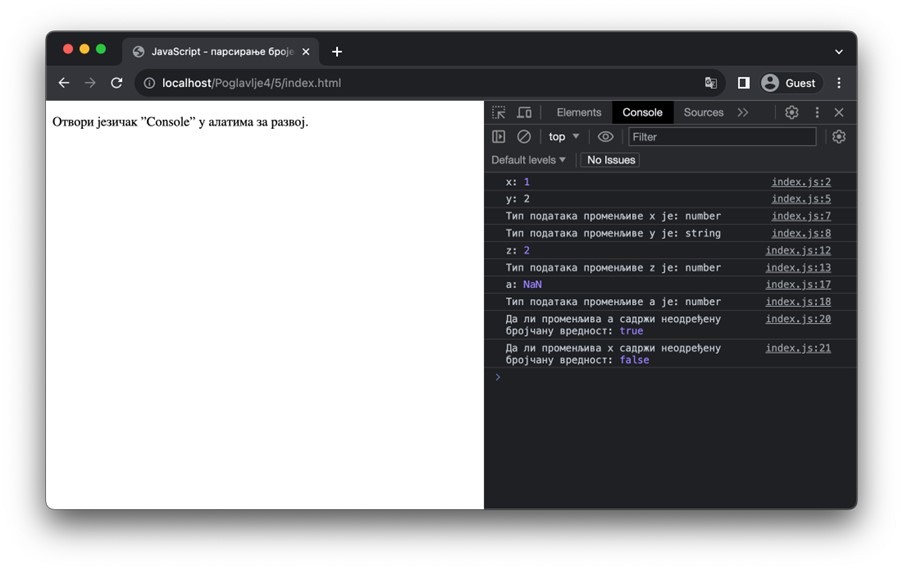 JavaScript - парсирање броје
localhost/Poglavlje4/5/index.html
Guest
Отвори језичак ”Console” у алатима за развој.
Elements Console Sources
top Filter
Default levels No Issues
x: 1 index.js:2
y: 2 index.js:5
Тип података променљиве x је: number index.js:7
Тип података променљиве y је: string index.js:8
z: 2 index.js:12
Тип података променљиве z је: number index.js:13
a: NaN index.js:17
Тип података променљиве a је: number index.js:18
Да ли променљива a садржи неодређену index.js:20
бројчану вредност: true
Да ли променљива x садржи неодређену index.js:21
бројчану вредност: false